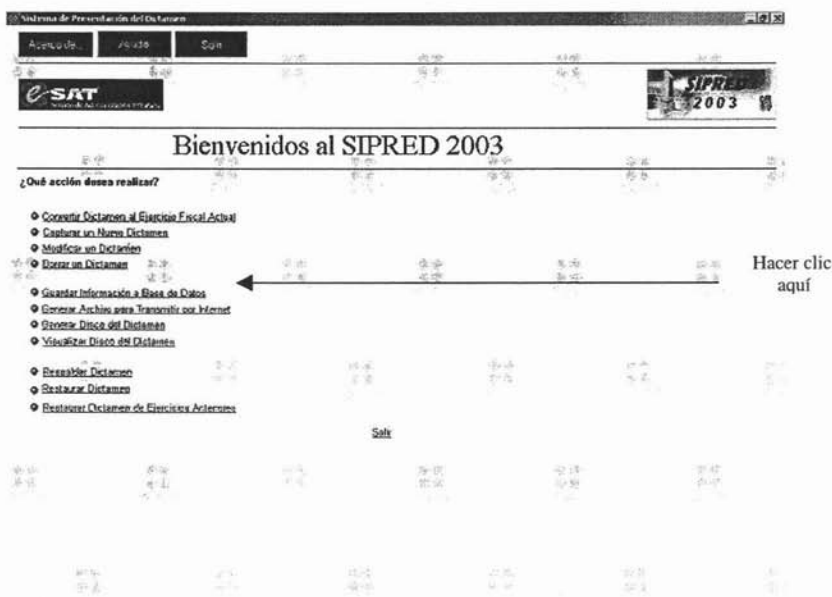 Sistema de Presentación del Dictamen
Acerca de... Ayuda Salir
e-SAT
SIPRED
2003
Bienvenidos al SIPRED 2003
¿Qué acción desea realizar?
Convertir Dictamen al Ejercicio Fiscal Actual
Capturar un Nuevo Dictamen
Modificar un Dictamen
Borrar un Dictamen
Hacer clic
aquí
Guardar Información a Base de Datos
Generar Archivo para Transmitir por Internet
Generar Disco del Dictamen
Visualizar Disco del Dictamen
Respaldar Dictamen
Restaurar Dictamen
Restaurar Dictamen de Ejercicios Anteriores
Salir